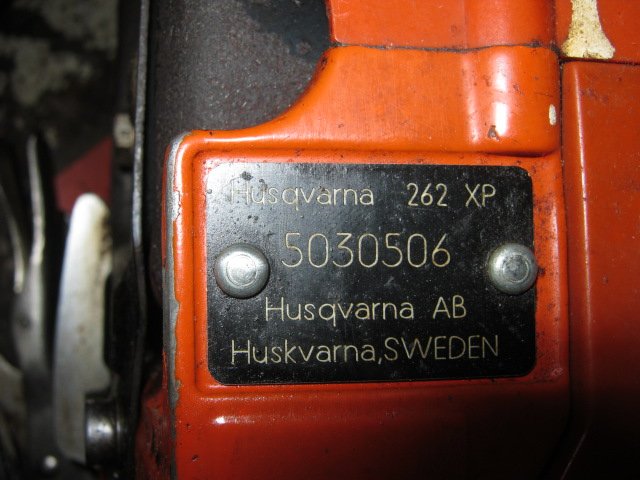 Husqvarna 262 XP
5030506
Husqvarna AB
Huskvarna,SWEDEN